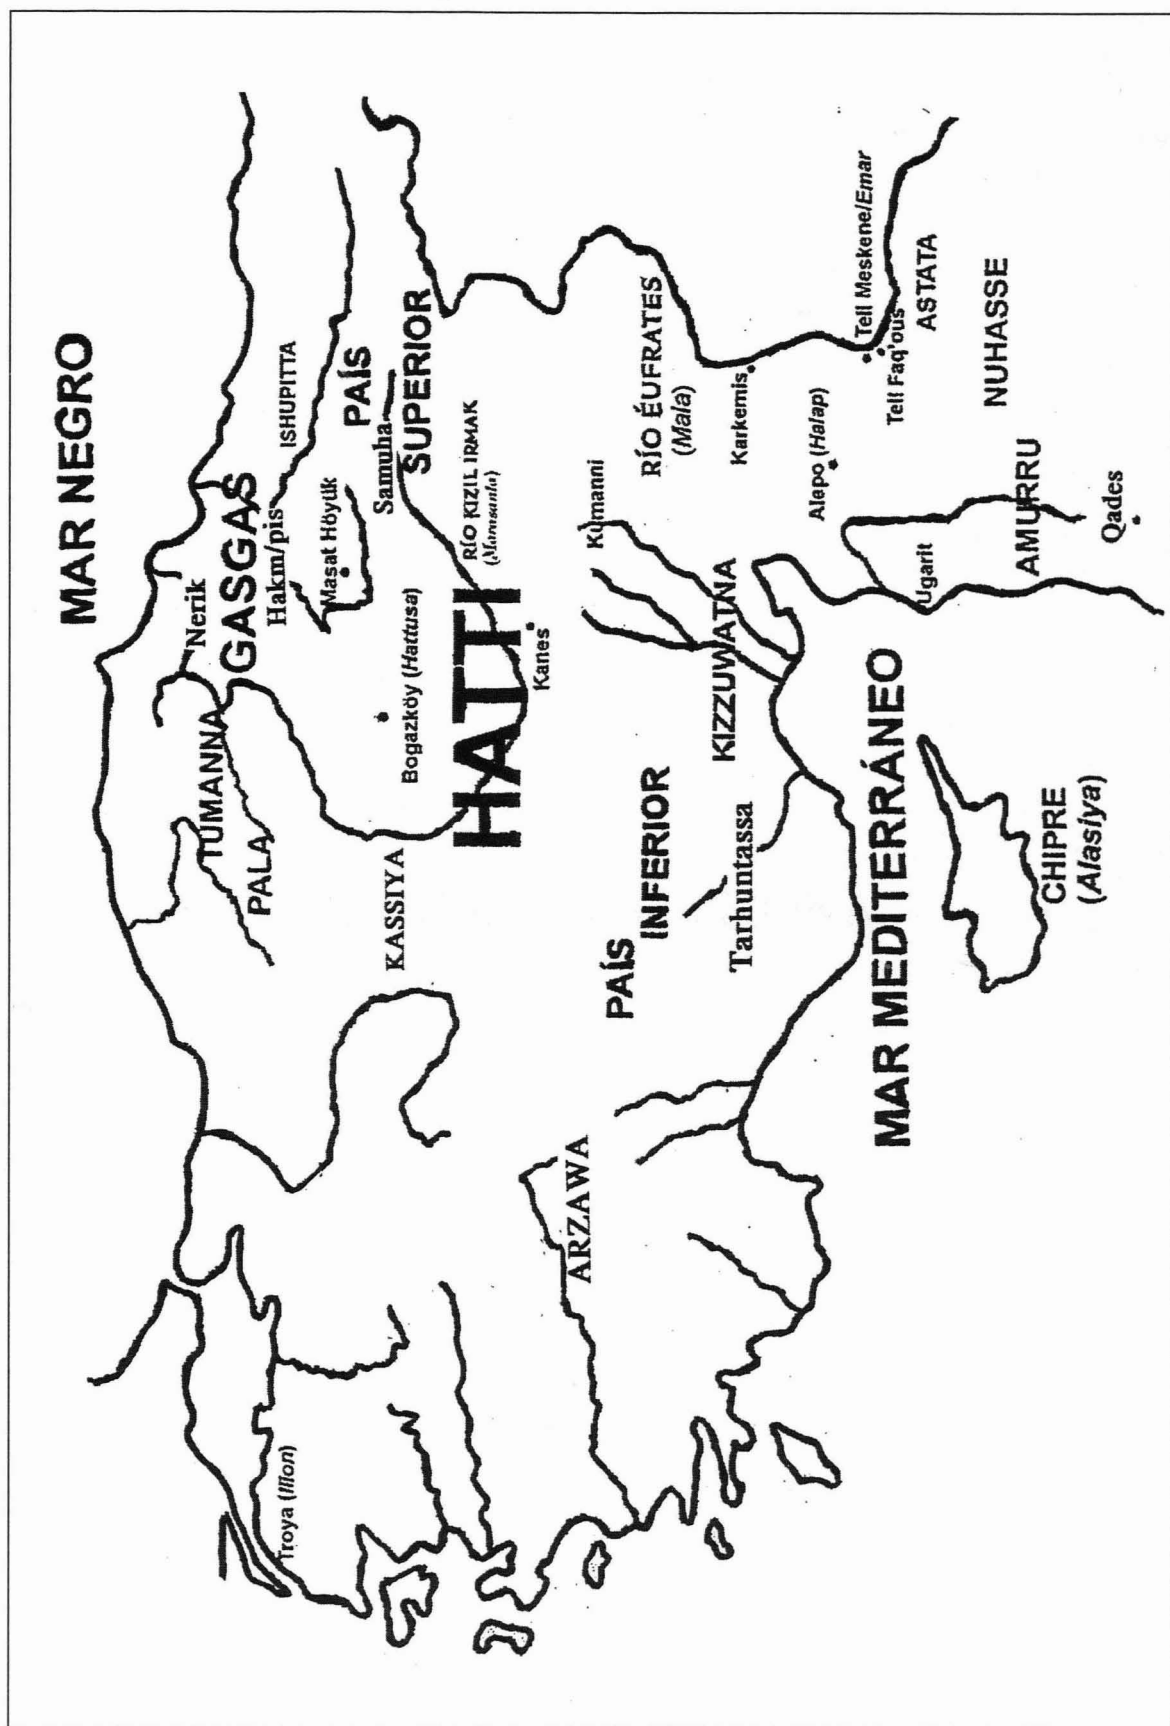 MAR NEGRO
Nerik
GASGAS
Hakm/pis
ISHUPITTA
TUMANNA
PALA
Masat Höyük
PAÍS
SUPERIOR
Samuha
Bogazköy (Hattusa)
KASSIYA
RÍO KIZIL IRMAK
HATTI
Kanes
Troya (Ilion)
ARZAWA
PAÍS
INFERIOR
Tarhuntassa
KIZZUWATNA
Kumanni
RÍO ÉUFRATES
(Mala)
Karkemis
Alepo (Halap)
Tell Meskene/Emar
Tell Faq'ous
ASTATA
NUHASSE
Ugarit
AMURRU
Qades
MAR MEDITERRÁNEO
CHIPRE
(Alasiya)